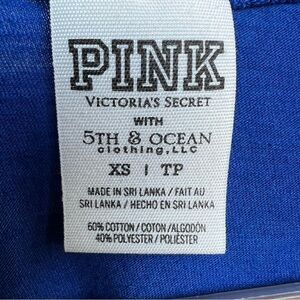 PINK
VICTORIA'S SECRET
WITH
5TH & OCEAN
clothing, LLC
XS | TP
MADE IN SRI LANKA / FAIT AU
SRI LANKA / HECHO EN SRI LANKA
60% COTTON / COTON / ALGODÓN
40% POLYESTER / POLIÉSTER